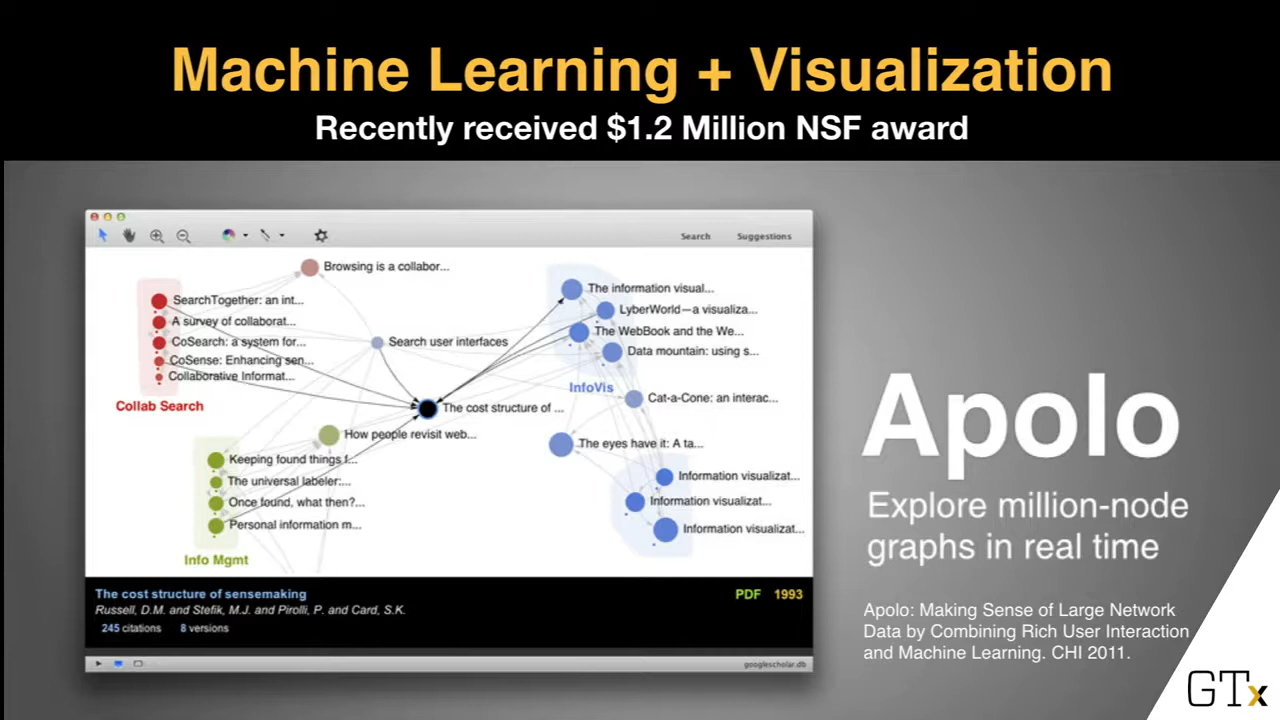 Machine Learning + Visualization
Recently received $1.2 Million NSF award
Search
Suggestions
Browsing is a collabor...
SearchTogether: an int...
A survey of collaborat...
CoSearch: a system for...
CoSense: Enhancing sen...
Collaborative Informat...
Collab Search
Search user interfaces
The cost structure of ...
How people revisit web...
Keeping found things f...
The universal labeler:...
Once found, what then?...
Personal information m...
Info Mgmt
The information visual...
LyberWorld—a visualiza...
The WebBook and the We...
Data mountain: using s...
InfoVis
Cat-a-Cone: an interac...
The eyes have it: A ta...
Information visualizat...
Information visualizat...
Information visualizat...
The cost structure of sensemaking
PDF 1993
Russell, D.M. and Stefik, M.J. and Pirolli, P. and Card, S.K.
245 citations 8 versions
googlescholar.db
Apolo
Explore million-node
graphs in real time
Apolo: Making Sense of Large Network
Data by Combining Rich User Interaction
and Machine Learning. CHI 2011.
GTx